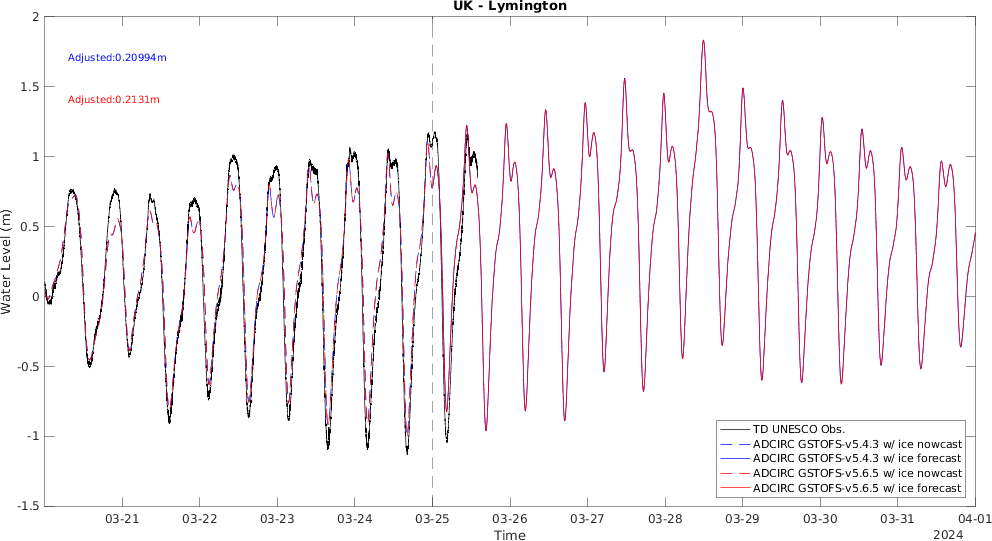 UK - Lymington
Adjusted:0.20994m
Adjusted:0.2131m
Water Level (m)
2
1.5
1
0.5
0
-0.5
-1
-1.5
TD UNESCO Obs.
ADCIRC GSTOFS-v5.4.3 w/ ice nowcast
ADCIRC GSTOFS-v5.4.3 w/ ice forecast
ADCIRC GSTOFS-v5.6.5 w/ ice nowcast
ADCIRC GSTOFS-v5.6.5 w/ ice forecast
03-21 03-22 03-23 03-24 03-25 03-26 03-27 03-28 03-29 03-30 03-31 04-01
Time
2024